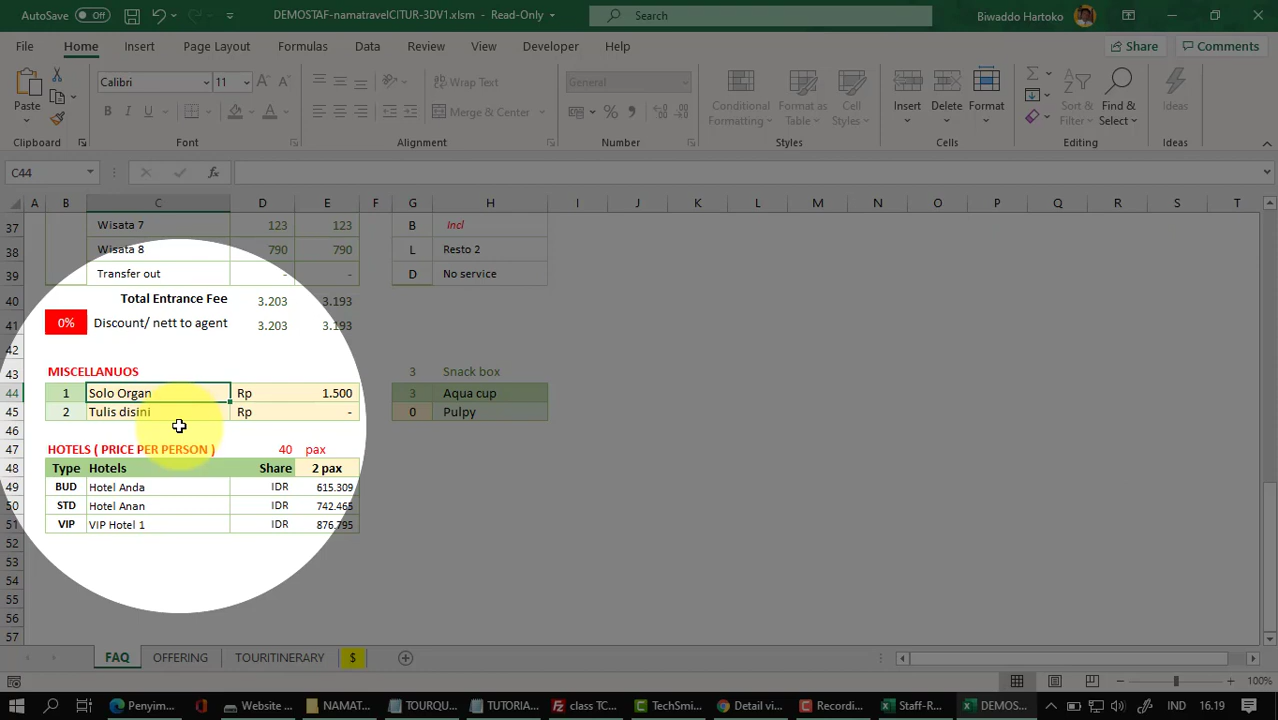 AutoSave Off DEMOSTAF-namatravelCITUR-3DV1.xlsm - Read-Only Search Biwaddo Hartoko
File Home Insert Page Layout Formulas Data Review View Developer Help Share Comments
Paste Calibri 11 Wrap Text General Conditional Formatting Format as Table Cell Styles Insert Delete Format Sort & Filter Find & Select Ideas
B I U Merge & Center
Clipboard Font Alignment Number Styles Cells Editing Ideas
C44 fx
A B C D E F G H I J K L M N O P Q R S T
37 Wisata 7 123 123 B Incl
38 Wisata 8 790 790 L Resto 2
39 Transfer out - - D No service
40 Total Entrance Fee 3.203 3.193
41 0% Discount/ nett to agent 3.203 3.193
42
43 MISCELLANUOS 3 Snack box
44 1 Solo Organ Rp 1.500 3 Aqua cup
45 2 Tulis disini Rp - 0 Pulpy
46
47 HOTELS ( PRICE PER PERSON ) 40 pax
48 Type Hotels Share 2 pax
49 BUD Hotel Anda IDR 615.309
50 STD Hotel Anan IDR 742.465
51 VIP VIP Hotel 1 IDR 876.795
52
53
54
55
56
57
FAQ OFFERING TOURITINERARY $
100%
Penyim... Website ... NAMAT... TOURQU... TUTORIA... class TC... TechSmi... Detail vi... Recordi... Staff-R... DEMOS... IND 16.19